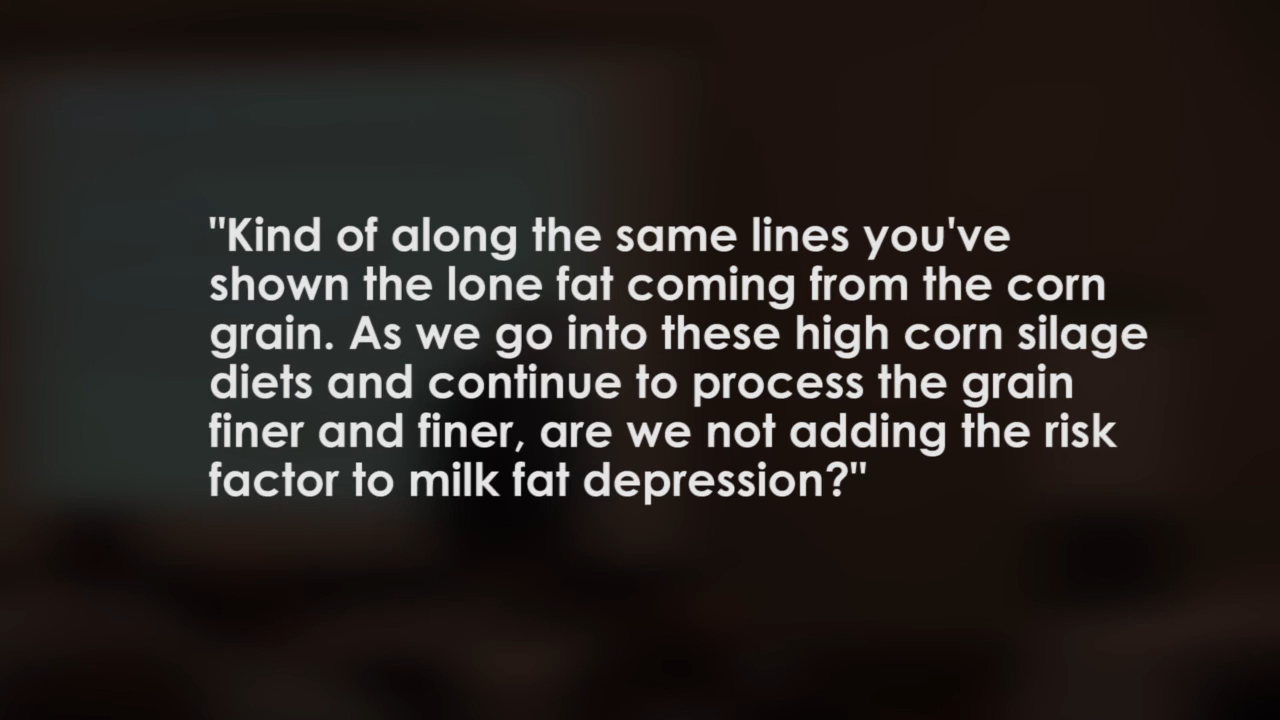 "Kind of along the same lines you've
shown the lone fat coming from the corn
grain. As we go into these high corn silage
diets and continue to process the grain
finer and finer, are we not adding the risk
factor to milk fat depression?"